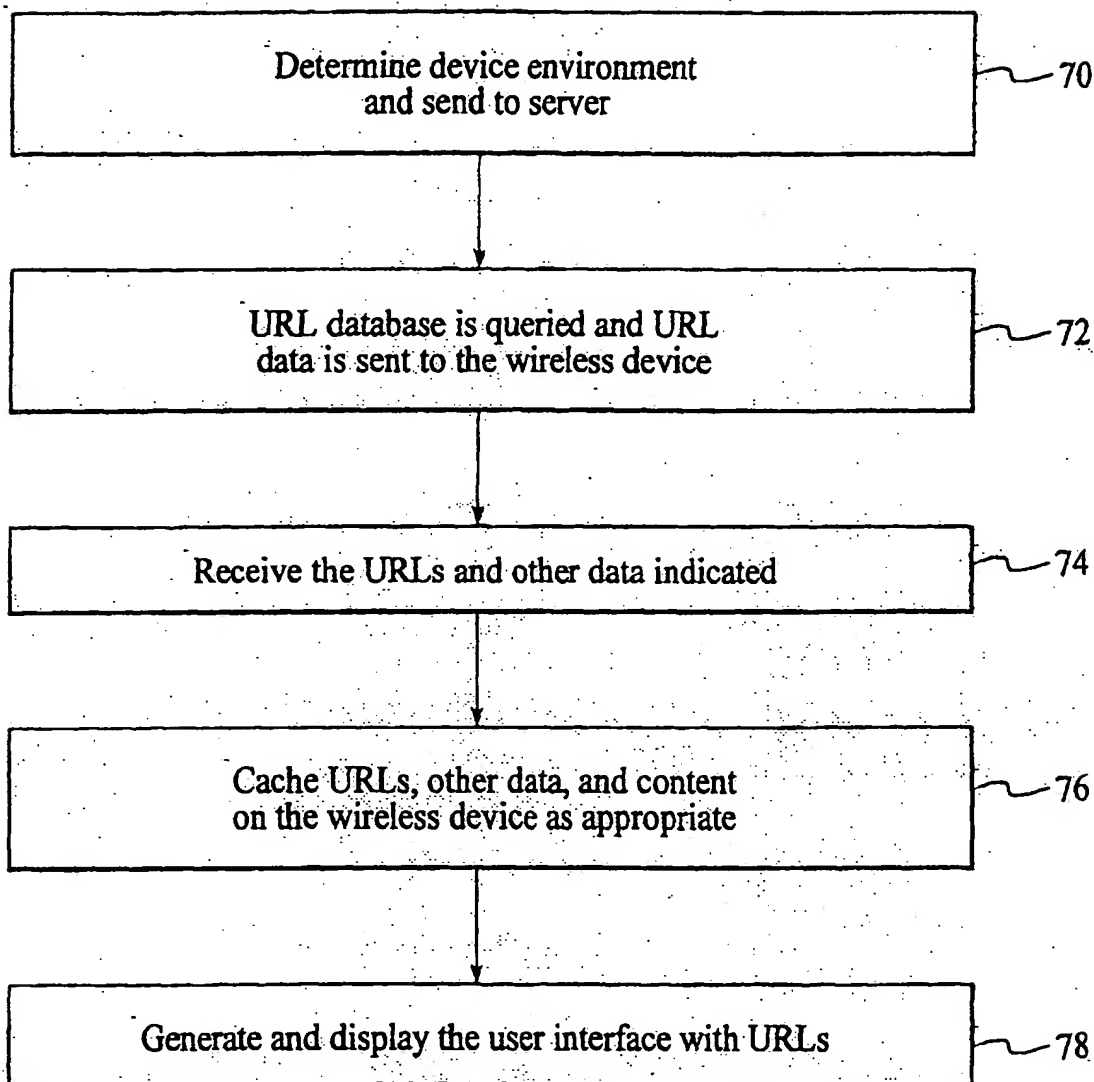 Determine device environment
and send to server
70
URL database is queried and URL
data is sent to the wireless device
72
Receive the URLs and other data indicated
74
Cache URLs, other data, and content
on the wireless device as appropriate
76
Generate and display the user interface with URLs
78